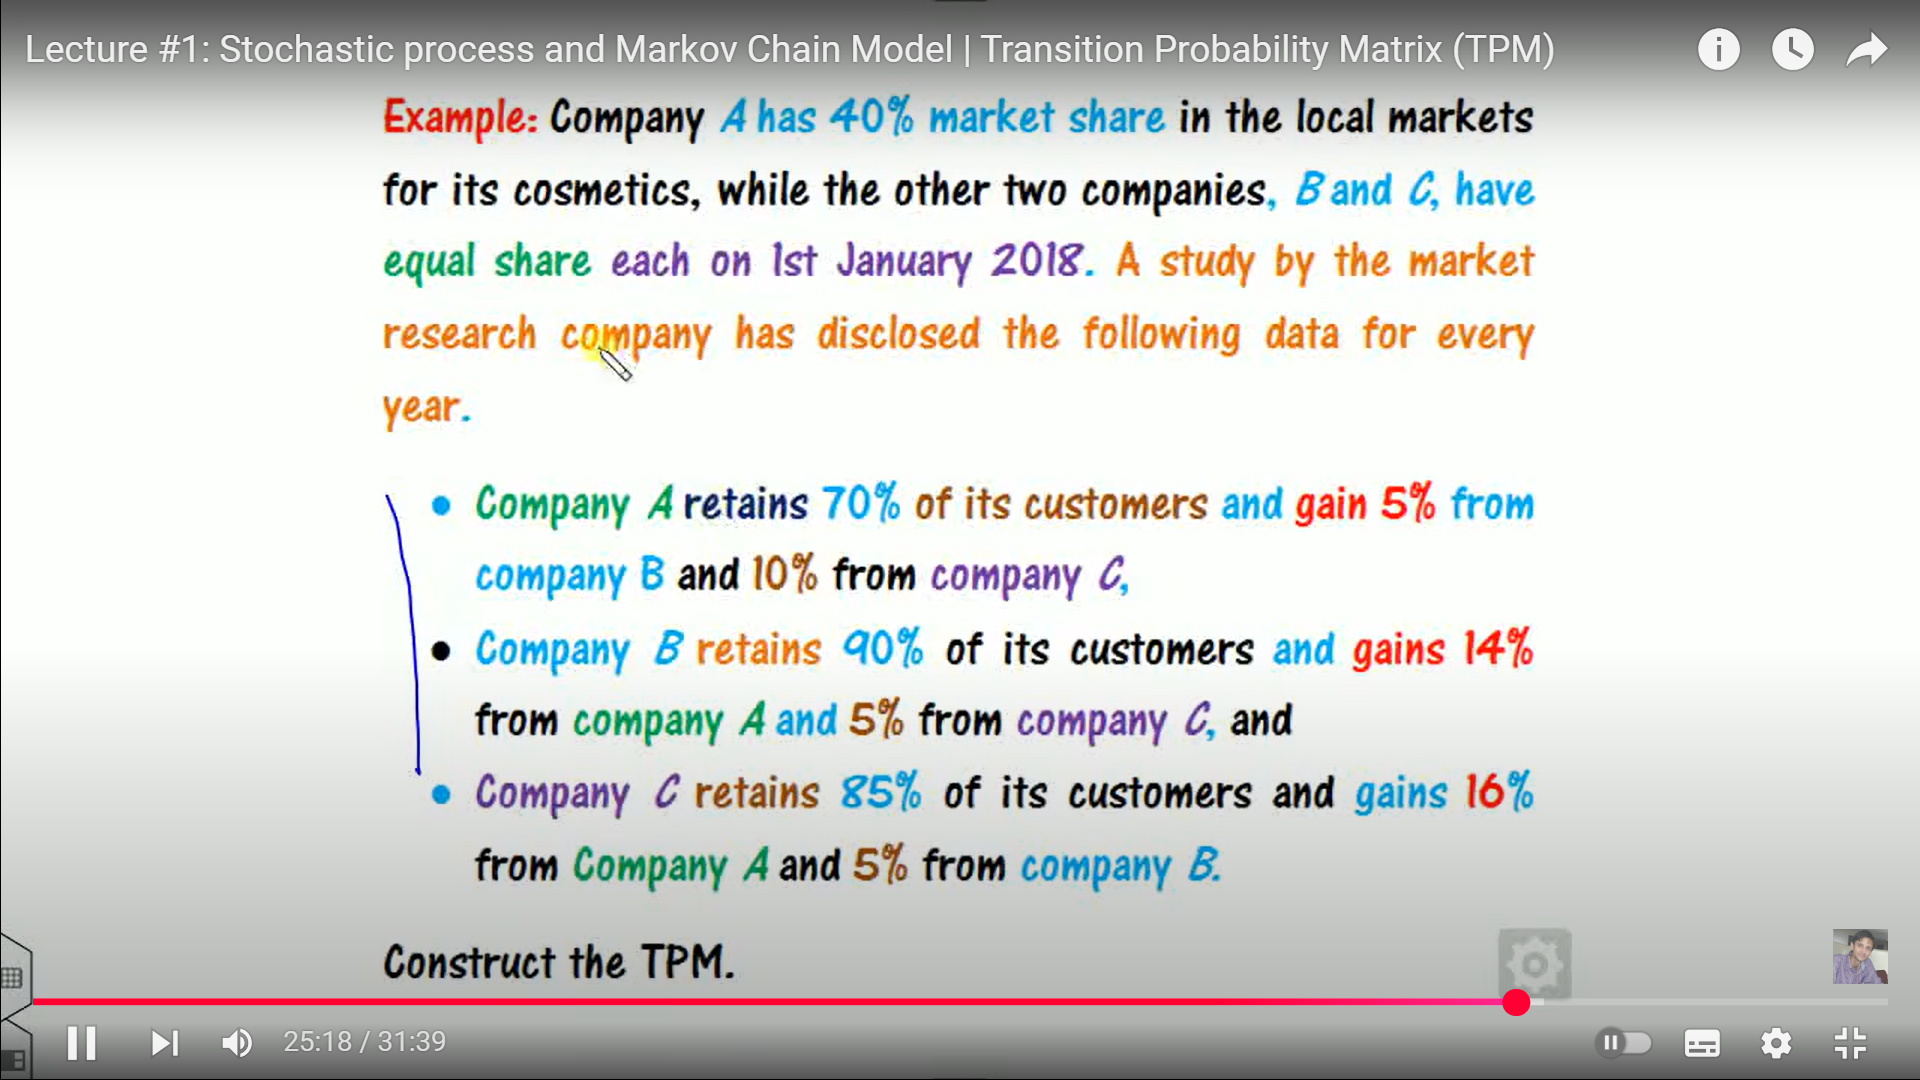 Lecture #1: Stochastic process and Markov Chain Model | Transition Probability Matrix (TPM)
Example: Company A has 40% market share in the local markets
for its cosmetics, while the other two companies, B and C, have
equal share each on 1st January 2018. A study by the market
research company has disclosed the following data for every
year.
• Company A retains 70% of its customers and gain 5% from
company B and 10% from company C,
• Company B retains 90% of its customers and gains 14%
from company A and 5% from company C, and
• Company C retains 85% of its customers and gains 16%
from Company A and 5% from company B.
Construct the TPM.
25:18 / 31:39